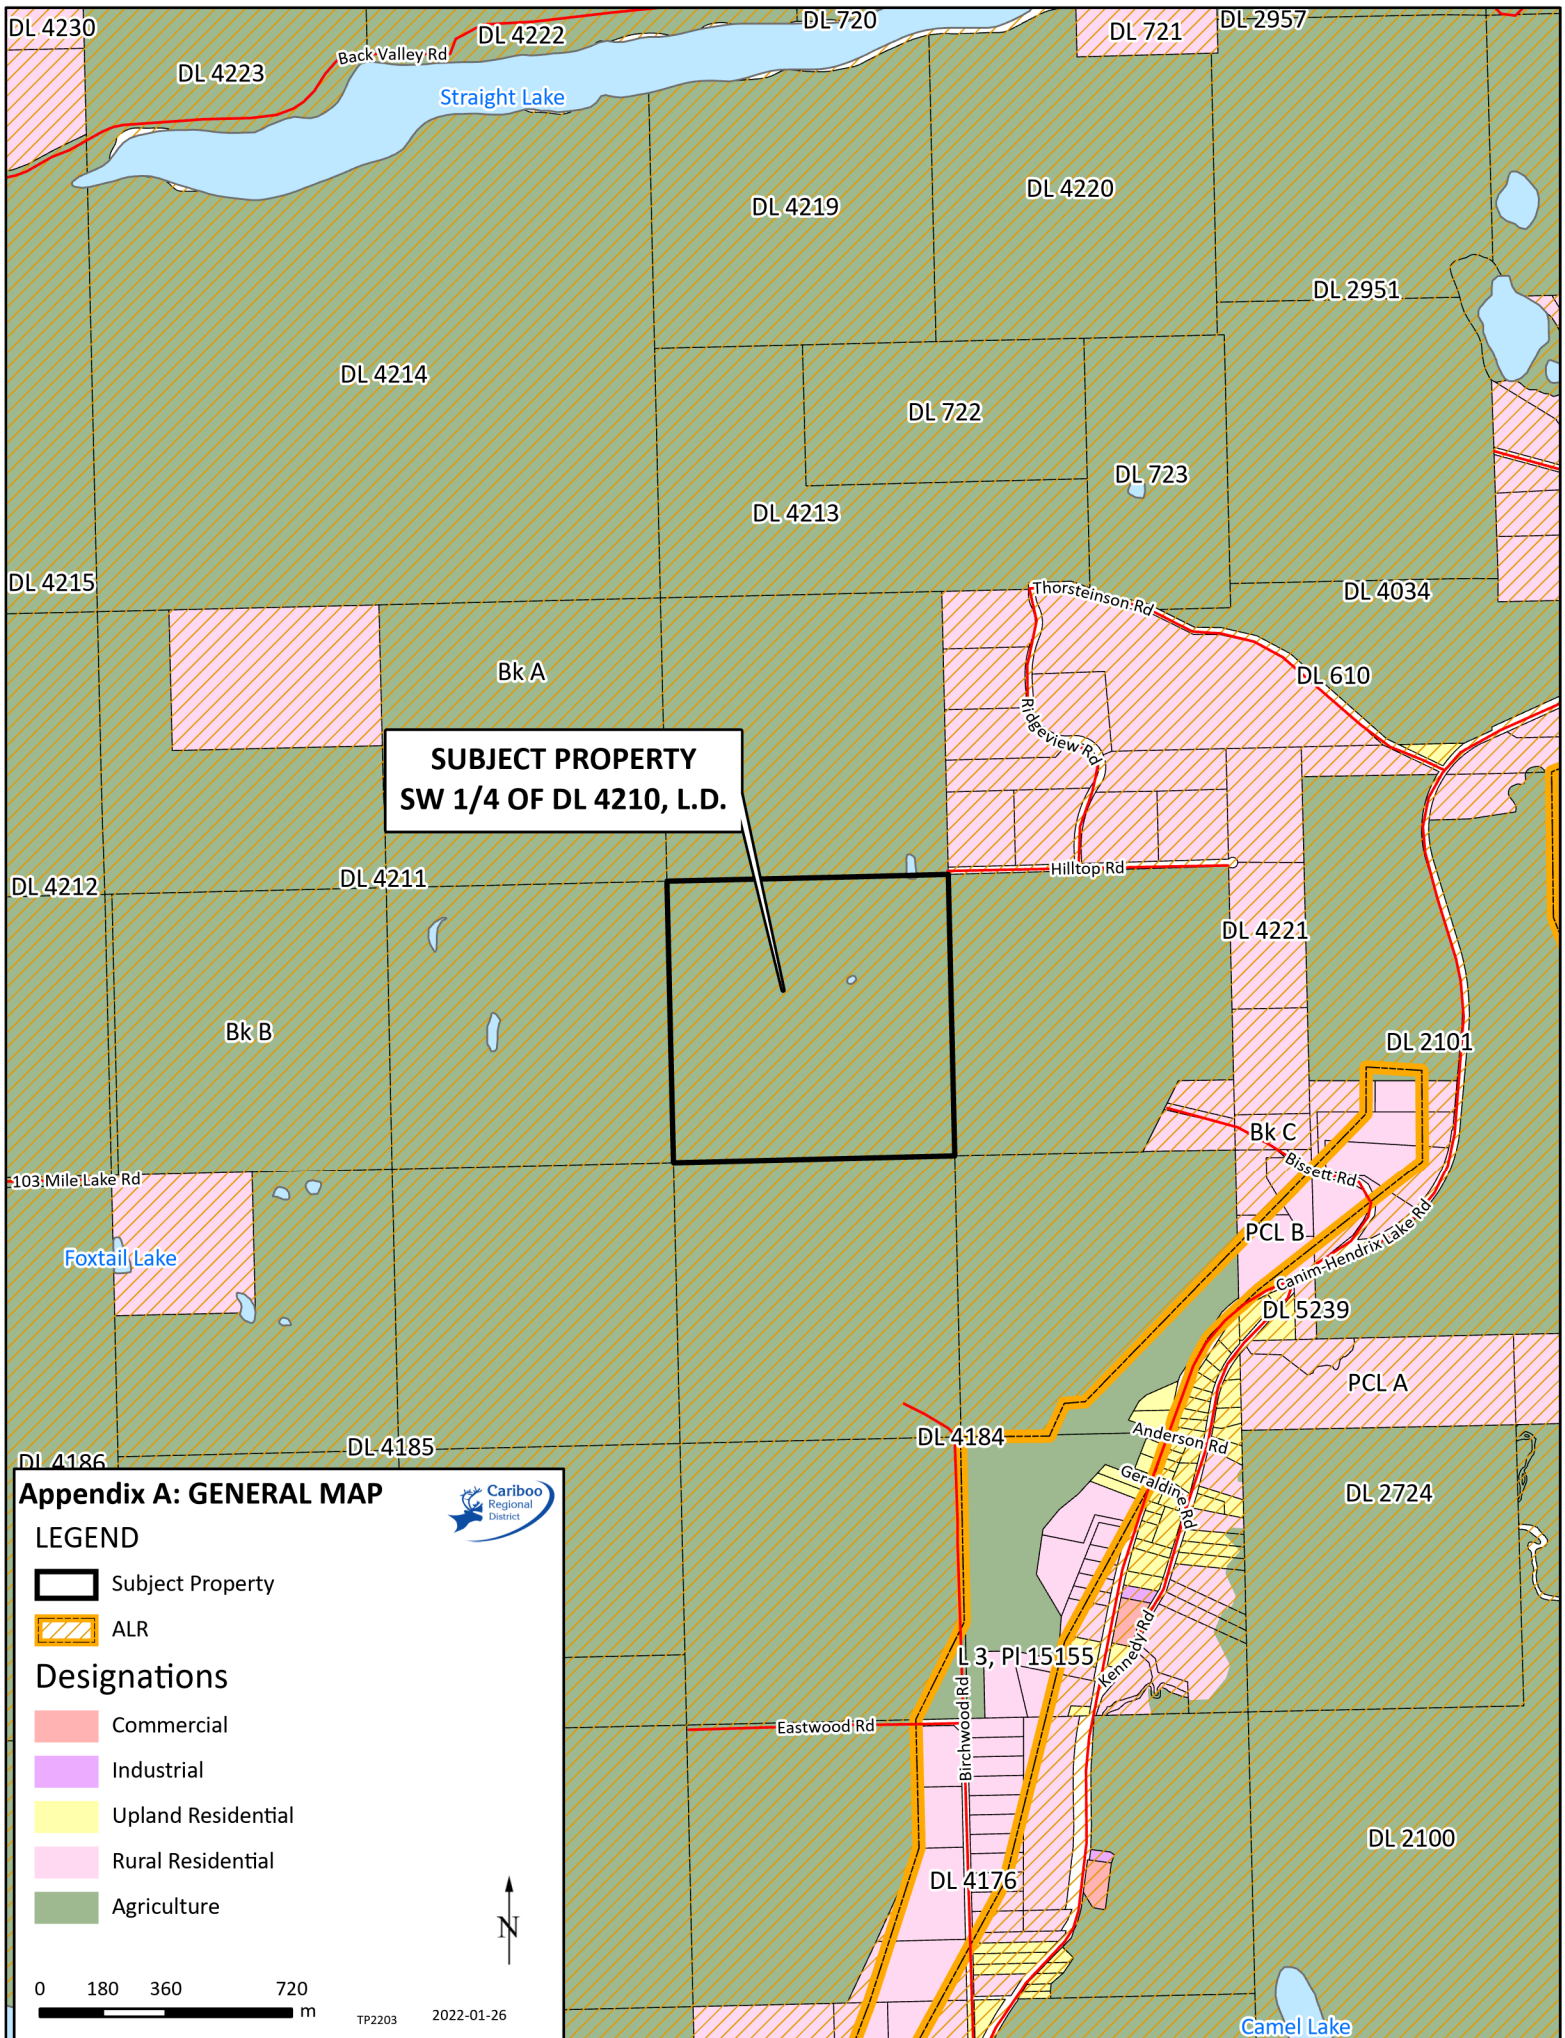 DL 4230
DL 4222
DL 720
DL 721
DL 2957
Back Valley Rd
DL 4223
Straight Lake
DL 4219
DL 4220
DL 2951
DL 4214
DL 722
DL 723
DL 4213
DL 4215
Thorsteinson Rd
DL 4034
Bk A
DL 610
Ridgeview Rd
SUBJECT PROPERTY
SW 1/4 OF DL 4210, L.D.
Hilltop Rd
DL 4212
DL 4211
DL 4221
Bk B
DL 2101
Bk C
Bissett Rd
103 Mile Lake Rd
PCL B
Foxtail Lake
Canim-Hendrix Lake Rd
DL 5239
PCL A
DL 4184
Anderson Rd
DL 4185
DL 4186
Geraldine Rd
DL 2724
Kennedy Rd
L 3, Pl 15155
Birchwood Rd
Eastwood Rd
DL 2100
DL 4176
Camel Lake
Appendix A: GENERAL MAP
Cariboo
Regional
District
LEGEND
Subject Property
ALR
Designations
Commercial
Industrial
Upland Residential
Rural Residential
Agriculture
N
0 180 360 720
m
TP2203 2022-01-26